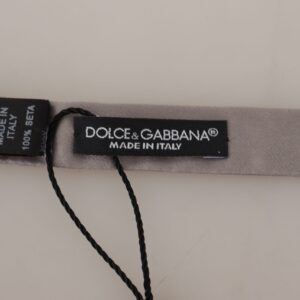 MADE IN
ITALY
100% SETA
DOLCE & GABBANA®
MADE IN ITALY